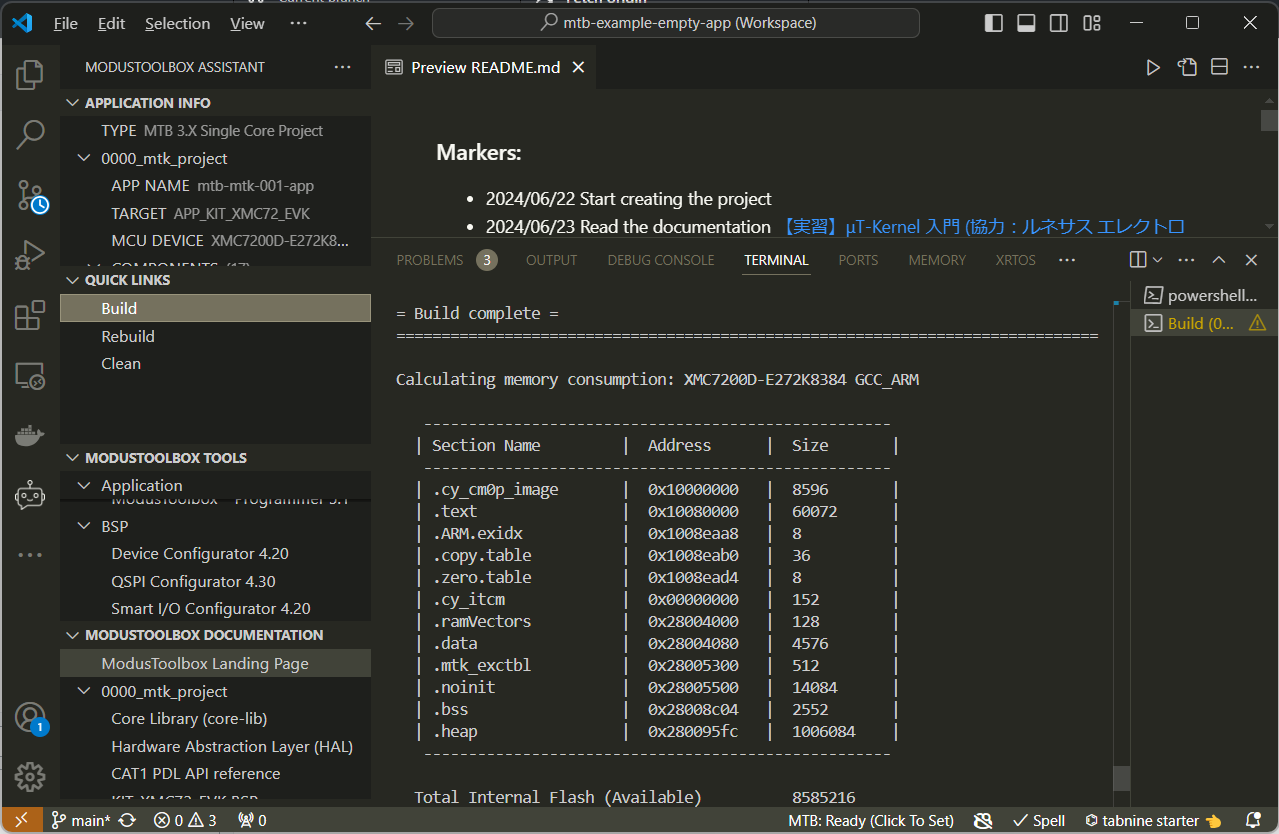 File Edit Selection View ··· mtb-example-empty-app (Workspace)
MODUSTOOLBOX ASSISTANT ···
Preview README.md
APPLICATION INFO
TYPE MTB 3.X Single Core Project
0000_mtk_project
APP NAME mtb-mtk-001-app
TARGET APP_KIT_XMC72_EVK
MCU DEVICE XMC7200D-E272K8...
COMPONENTS (17)
QUICK LINKS
Build
Rebuild
Clean
MODUSTOOLBOX TOOLS
Application
BSP
Device Configurator 4.20
QSPI Configurator 4.30
Smart I/O Configurator 4.20
MODUSTOOLBOX DOCUMENTATION
ModusToolbox Landing Page
0000_mtk_project
Core Library (core-lib)
Hardware Abstraction Layer (HAL)
CAT1 PDL API reference
KIT_XMC72_EVK BSP
Markers:
• 2024/06/22 Start creating the project
• 2024/06/23 Read the documentation 【実習】μT-Kernel 入門 (協力：ルネサス エレクトロ
PROBLEMS 3 OUTPUT DEBUG CONSOLE TERMINAL PORTS MEMORY XRTOS ···
powershell...
Build (0...
= Build complete =
==============================================================================
Calculating memory consumption: XMC7200D-E272K8384 GCC_ARM
----------------------------------------------------
| Section Name | Address | Size |
----------------------------------------------------
| .cy_cm0p_image | 0x10000000 | 8596 |
| .text | 0x10080000 | 60072 |
| .ARM.exidx | 0x1008eaa8 | 8 |
| .copy.table | 0x1008eab0 | 36 |
| .zero.table | 0x1008ead4 | 8 |
| .cy_itcm | 0x00000000 | 152 |
| .ramVectors | 0x28004000 | 128 |
| .data | 0x28004080 | 4576 |
| .mtk_exctbl | 0x28005300 | 512 |
| .noinit | 0x28005500 | 14084 |
| .bss | 0x28008c04 | 2552 |
| .heap | 0x280095fc | 1006084 |
----------------------------------------------------
Total Internal Flash (Available) 8585216
1
main* 0 3 0 MTB: Ready (Click To Set) Spell tabnine starter